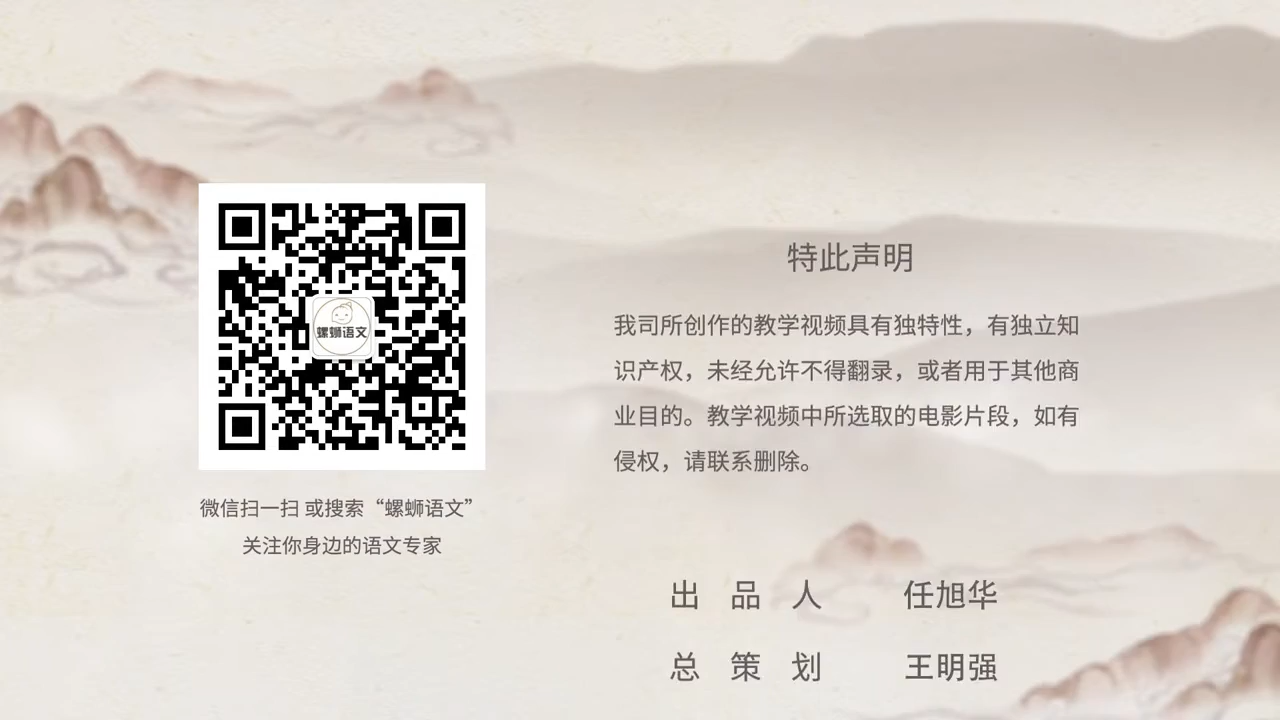 螺蛳语文
微信扫一扫 或搜索“螺蛳语文”
关注你身边的语文专家
特此声明
我司所创作的教学视频具有独特性，有独立知
识产权，未经允许不得翻录，或者用于其他商
业目的。教学视频中所选取的电影片段，如有
侵权，请联系删除。
出 品 人 任旭华
总 策 划 王明强